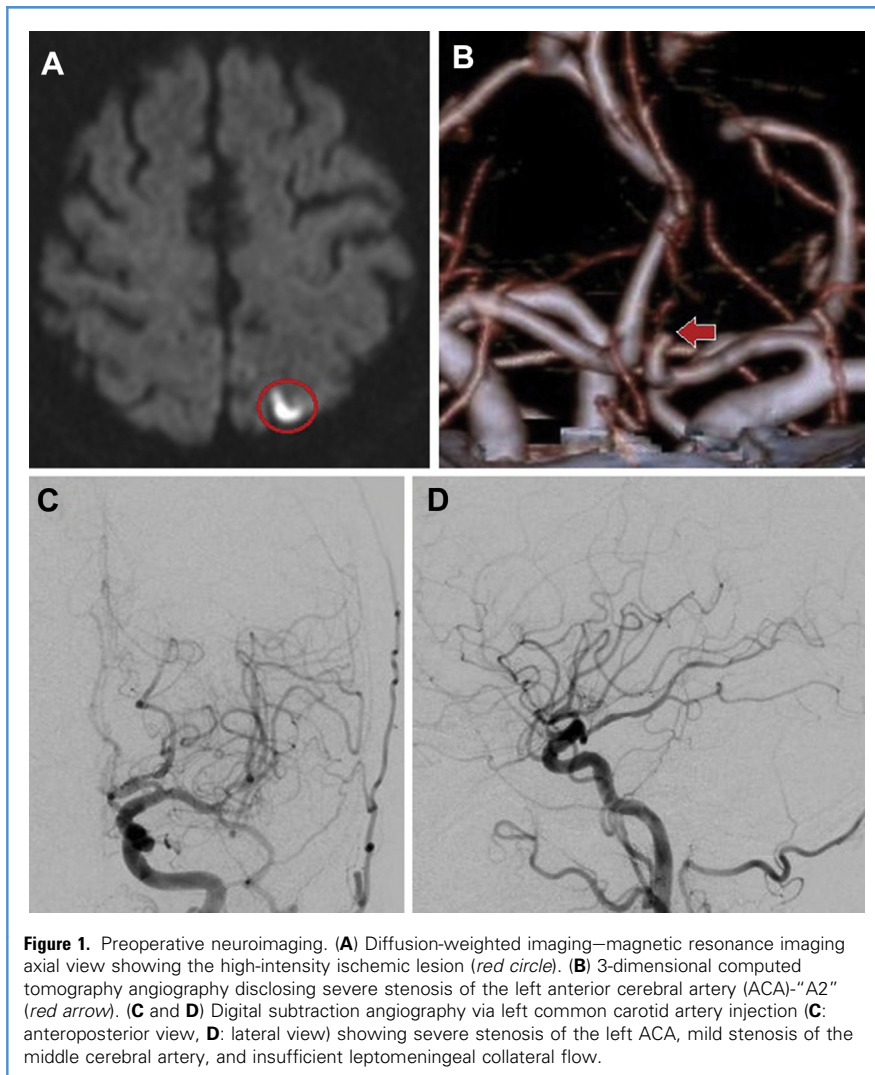 A
B
C
D
Figure 1. Preoperative neuroimaging. (A) Diffusion-weighted imaging—magnetic resonance imaging
axial view showing the high-intensity ischemic lesion (red circle). (B) 3-dimensional computed
tomography angiography disclosing severe stenosis of the left anterior cerebral artery (ACA)-“A2”
(red arrow). (C and D) Digital subtraction angiography via left common carotid artery injection (C:
anteroposterior view, D: lateral view) showing severe stenosis of the left ACA, mild stenosis of the
middle cerebral artery, and insufficient leptomeningeal collateral flow.